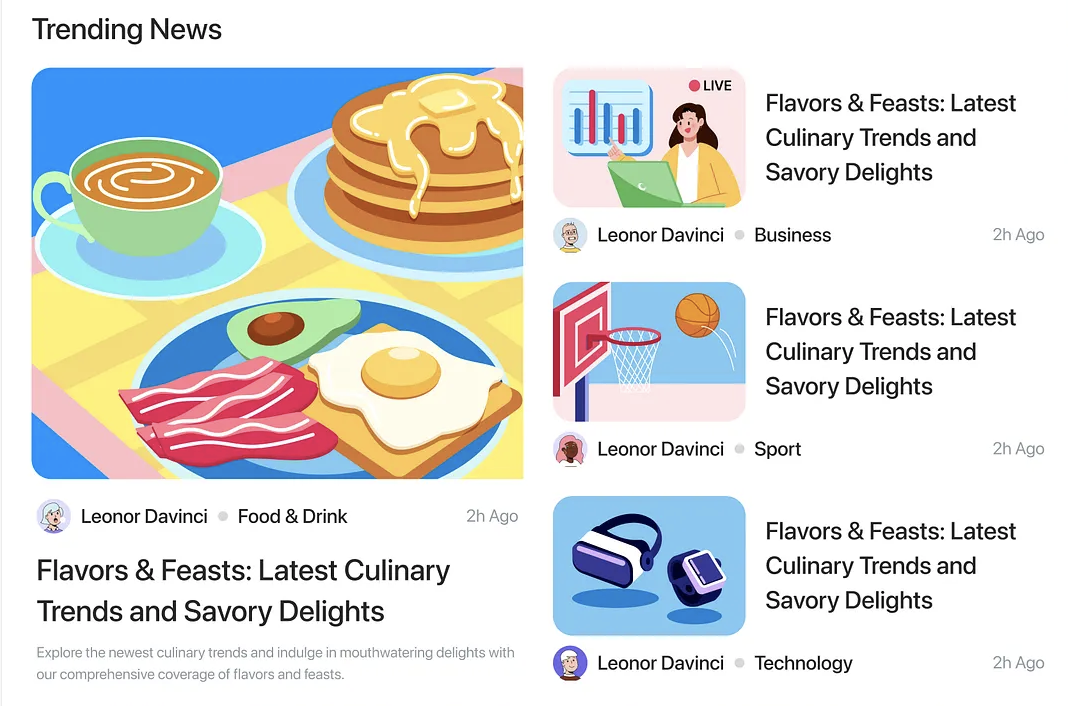 Trending News
Leonor Davinci Food & Drink 2h Ago
Flavors & Feasts: Latest Culinary
Trends and Savory Delights
Explore the newest culinary trends and indulge in mouthwatering delights with
our comprehensive coverage of flavors and feasts.
LIVE
Flavors & Feasts: Latest
Culinary Trends and
Savory Delights
Leonor Davinci Business 2h Ago
Flavors & Feasts: Latest
Culinary Trends and
Savory Delights
Leonor Davinci Sport 2h Ago
Flavors & Feasts: Latest
Culinary Trends and
Savory Delights
Leonor Davinci Technology 2h Ago